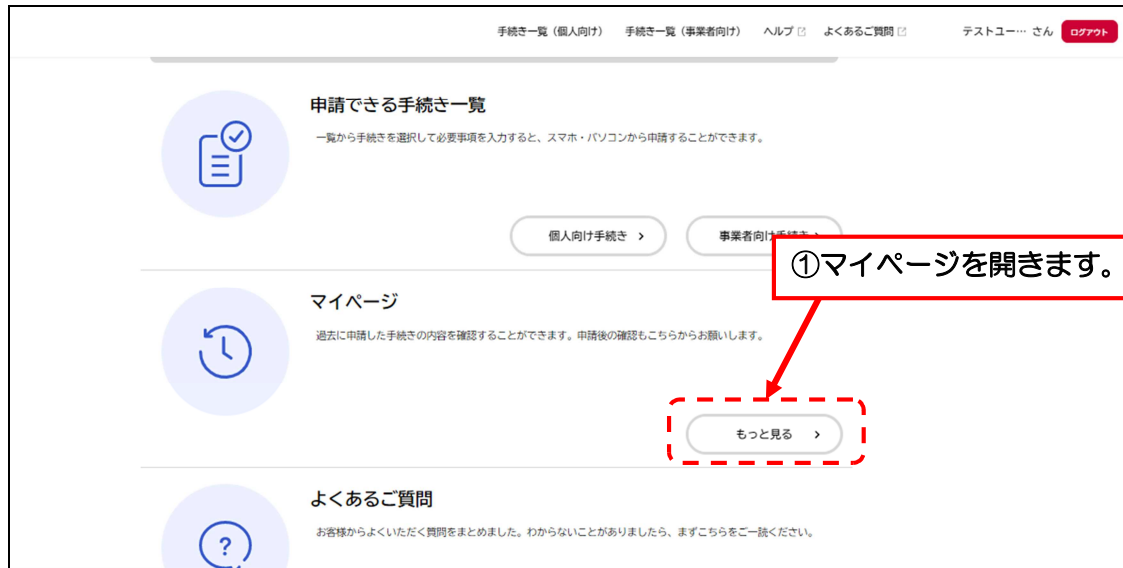 手続き一覧（個人向け） 手続き一覧（事業者向け） ヘルプ よくあるご質問 テストユー… さん ログアウト
申請できる手続き一覧
一覧から手続きを選択して必要事項を入力すると、スマホ・パソコンから申請することができます。
個人向け手続き 事業者向け手続き
①マイページを開きます。
マイページ
過去に申請した手続きの内容を確認することができます。申請後の確認もこちらからお願いします。
もっと見る
よくあるご質問
お客様からよくいただく質問をまとめました。わからないことがありましたら、まずこちらをご一読ください。